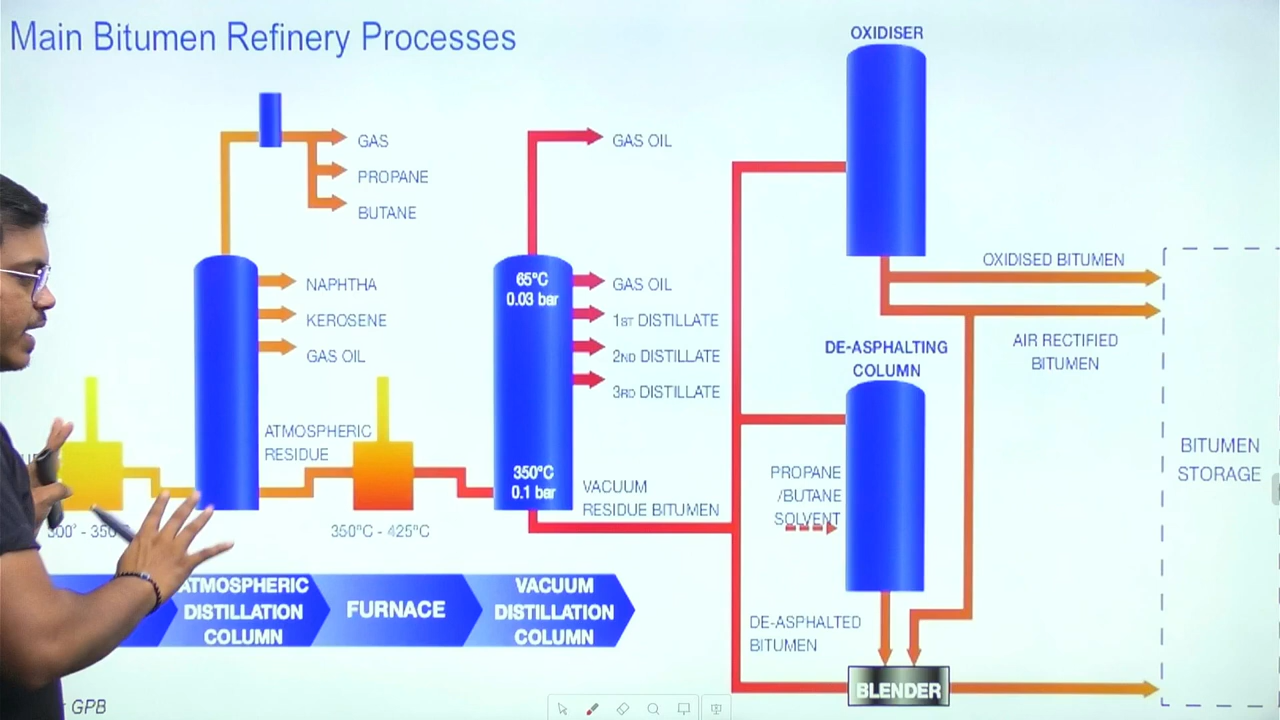 Main Bitumen Refinery Processes
OXIDISER
GAS
PROPANE
BUTANE
GAS OIL
NAPHTHA
KEROSENE
GAS OIL
65°C
0.03 bar
GAS OIL
1ST DISTILLATE
2ND DISTILLATE
3RD DISTILLATE
OXIDISED BITUMEN
AIR RECTIFIED
BITUMEN
DE-ASPHALTING
COLUMN
ATMOSPHERIC
RESIDUE
350°C
0.1 bar
VACUUM
RESIDUE BITUMEN
PROPANE
/BUTANE
SOLVENT
BITUMEN
STORAGE
350°C - 425°C
ATMOSPHERIC
DISTILLATION
COLUMN
FURNACE
VACUUM
DISTILLATION
COLUMN
DE-ASPHALTED
BITUMEN
BLENDER
GPB